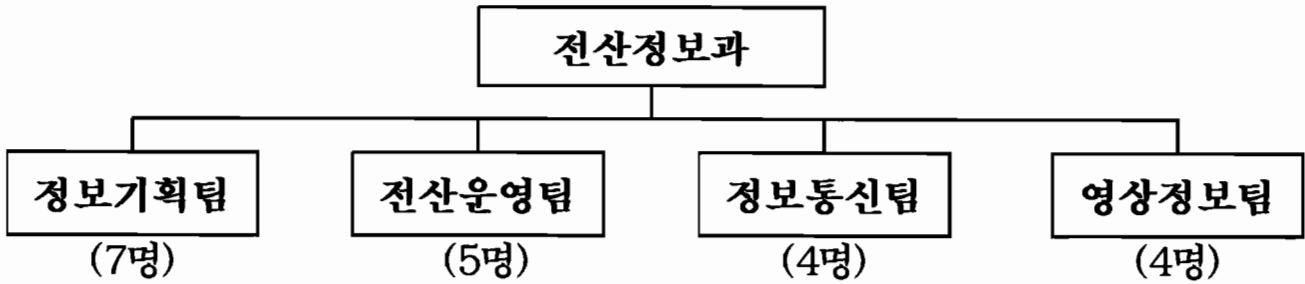 전산정보과
정보기획팀 전산운영팀 정보통신팀 영상정보팀
(7명) (5명) (4명) (4명)